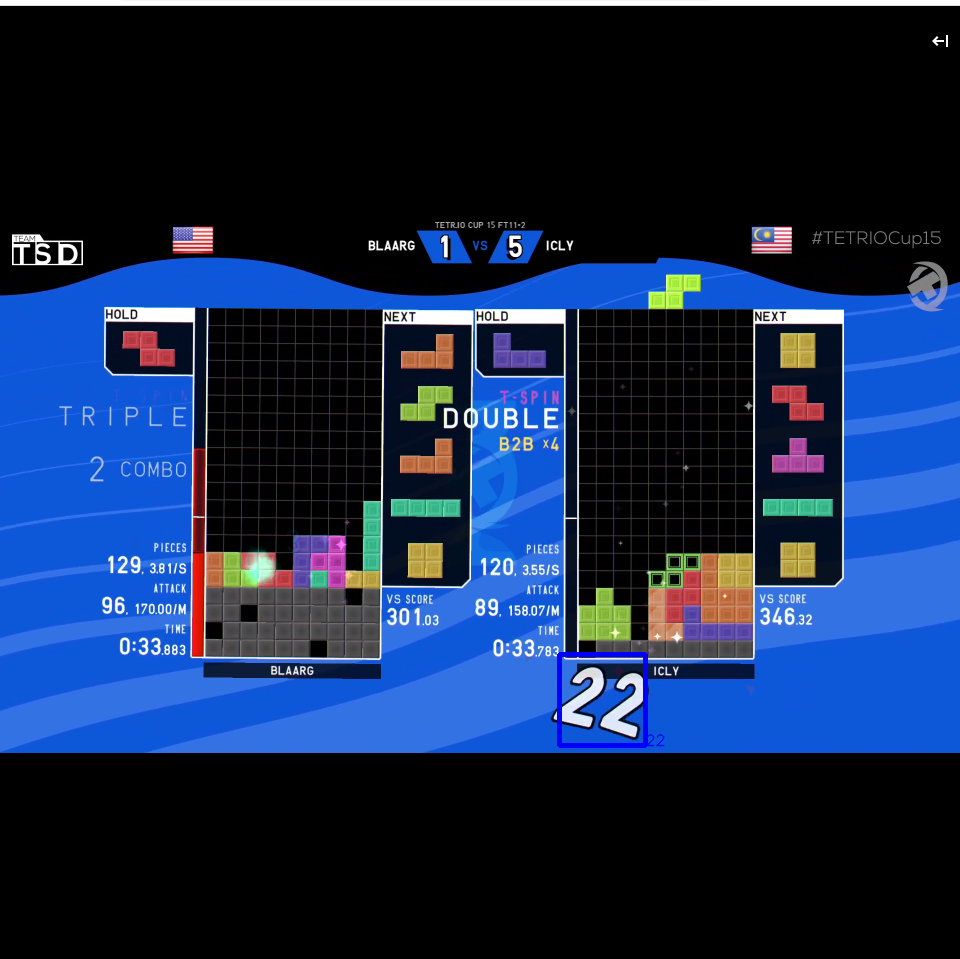 TETR.IO CUP 15 FT11-2
TEAM
TSD
BLAARG 1 VS 5 ICLY
#TETRIOCup15
HOLD
NEXT
HOLD
NEXT
TRIPLE
2 COMBO
T-SPIN
DOUBLE
B2B ×4
PIECES
129, 3.81/S
ATTACK
96, 170.00/M
TIME
0:33.883
VS SCORE
301.03
PIECES
120, 3.55/S
ATTACK
89, 158.07/M
TIME
0:33.783
VS SCORE
346.32
BLAARG
ICLY
22
22